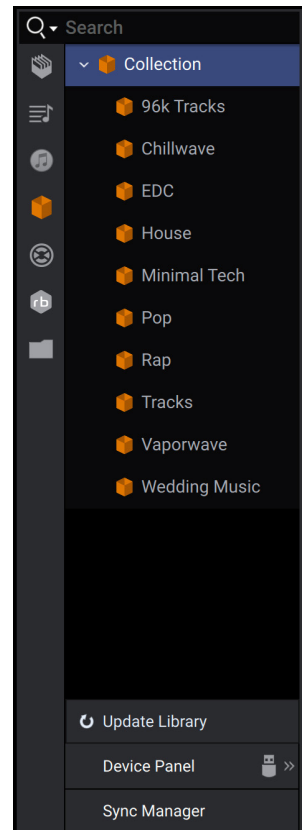 Search
Collection
96k Tracks
Chillwave
EDC
House
Minimal Tech
Pop
rb
Rap
Tracks
Vaporwave
Wedding Music
Update Library
Device Panel
Sync Manager